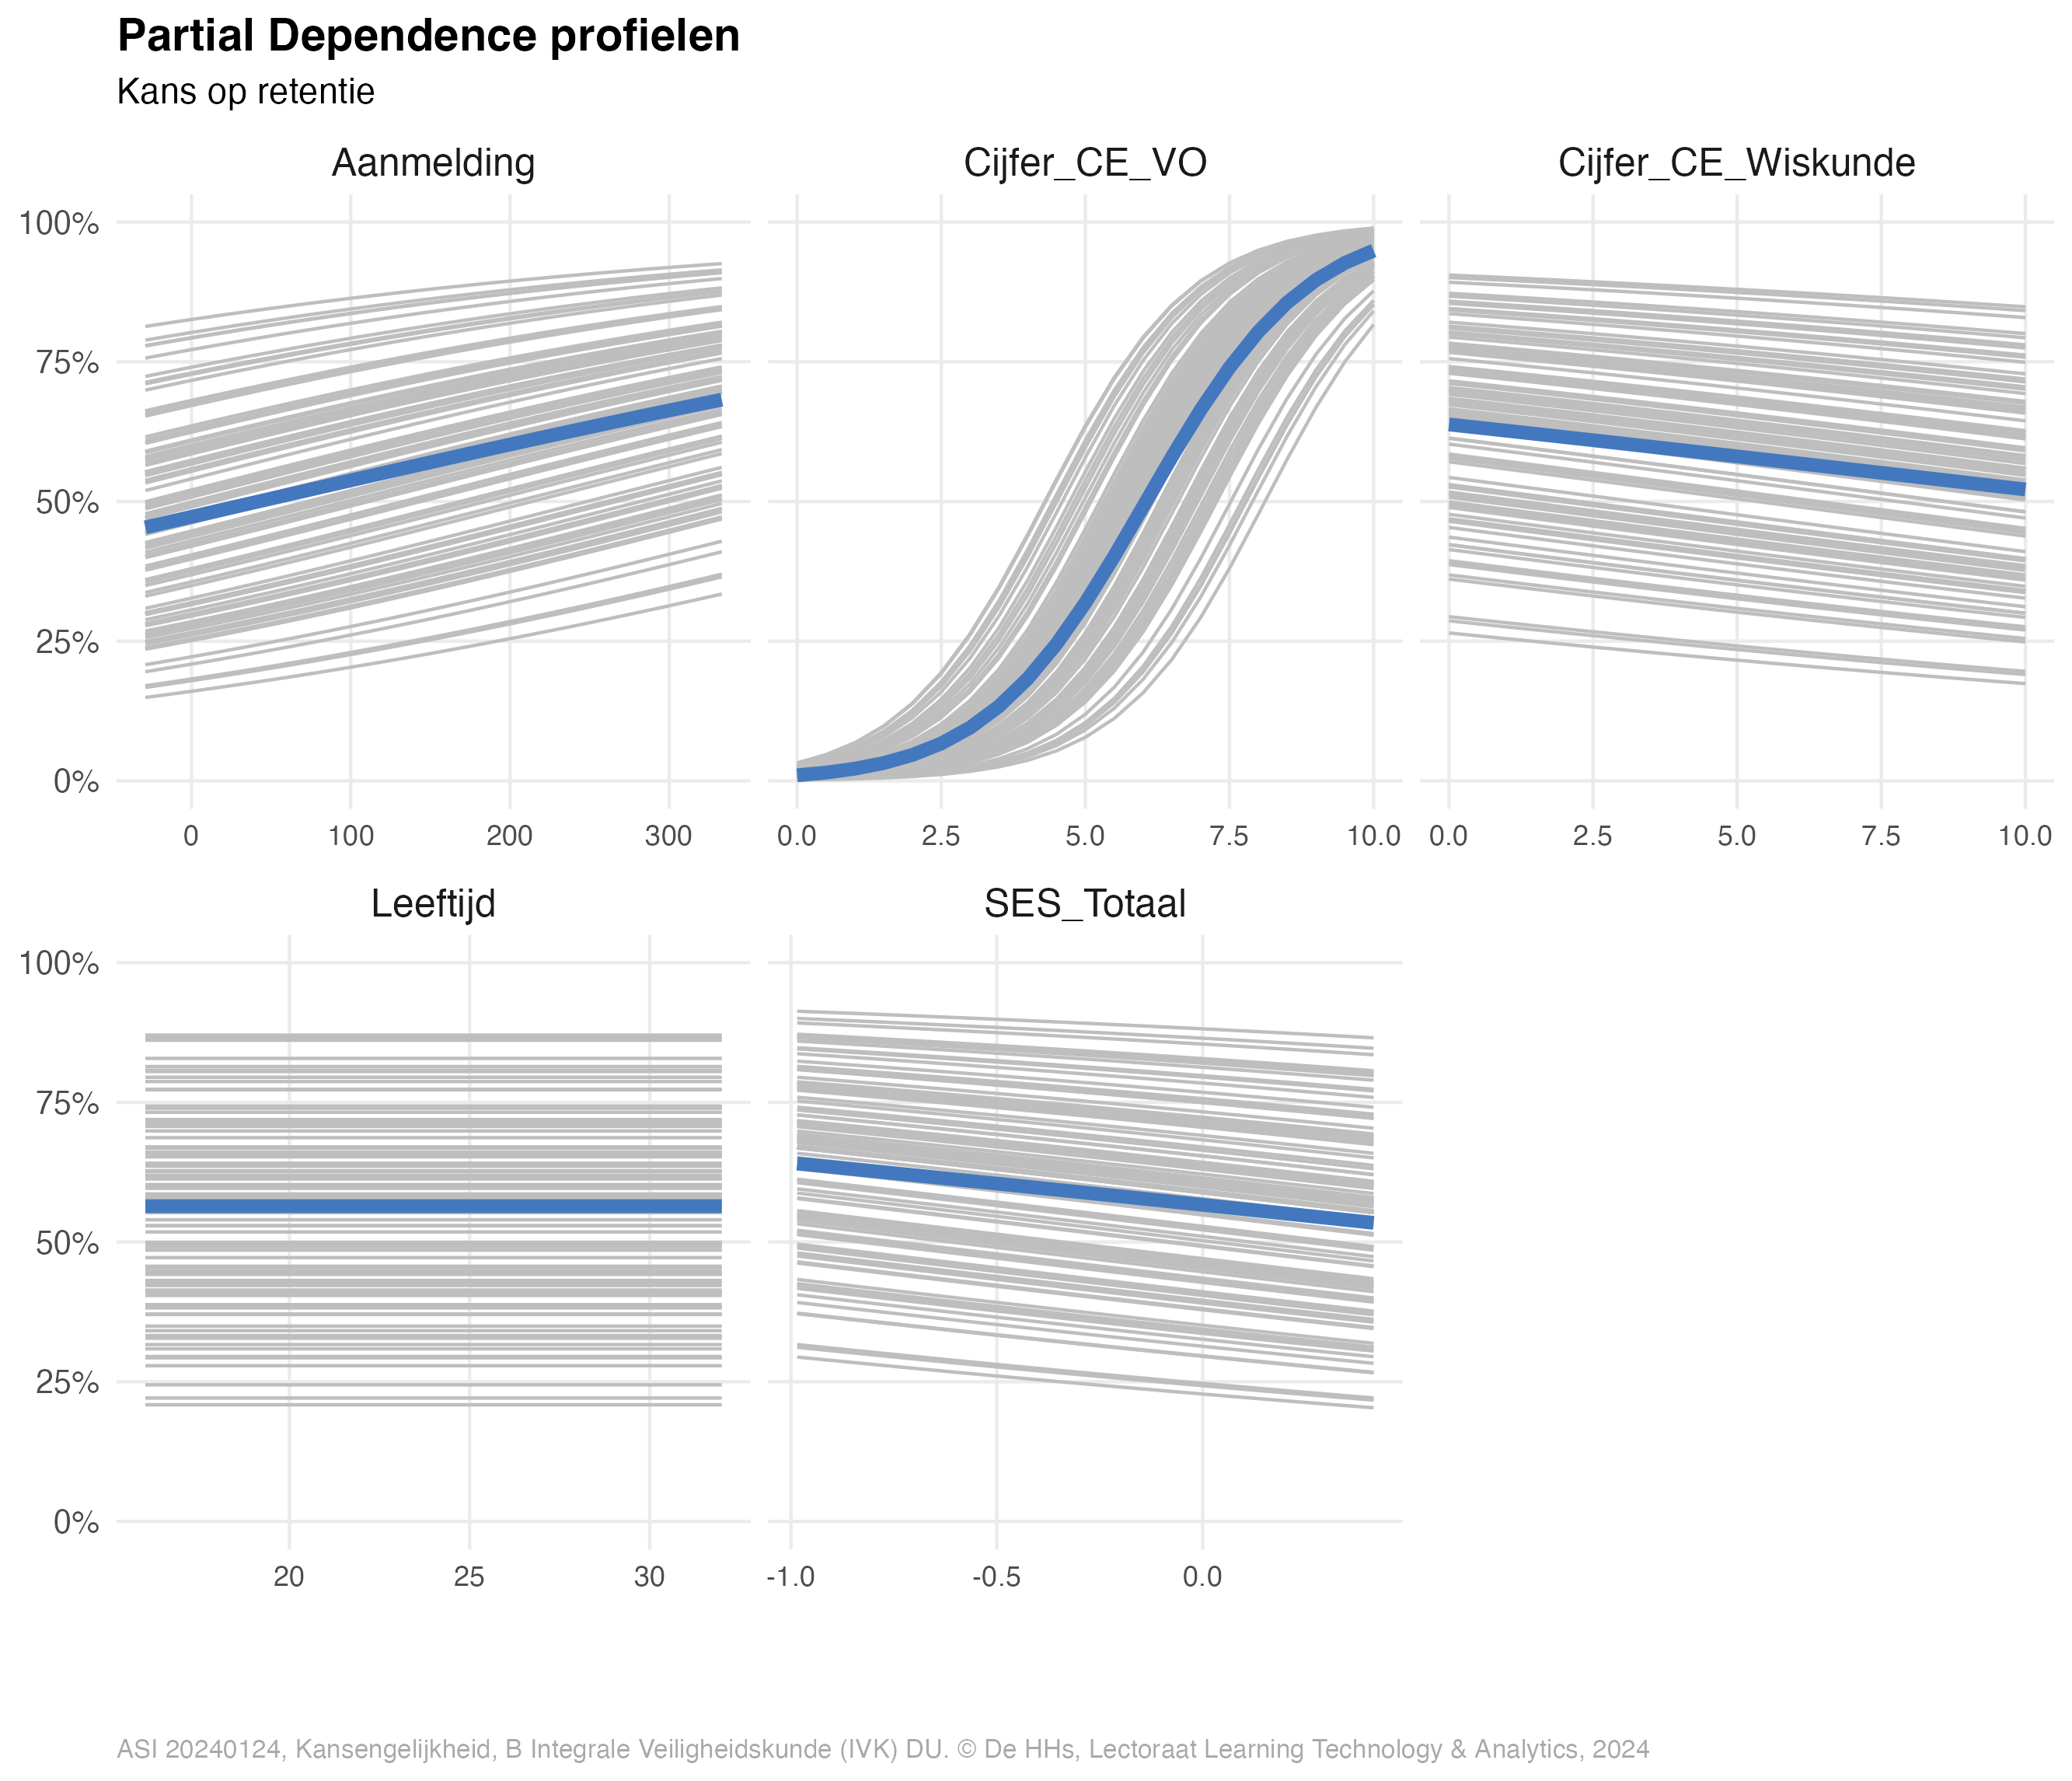 Partial Dependence profielen
Kans op retentie
Aanmelding
Cijfer_CE_VO
Cijfer_CE_Wiskunde
100%
75%
50%
25%
0%
0 100 200 300
0.0 2.5 5.0 7.5 10.0
0.0 2.5 5.0 7.5 10.0
Leeftijd
SES_Totaal
100%
75%
50%
25%
0%
20 25 30
-1.0 -0.5 0.0
ASI 20240124, Kansengelijkheid, B Integrale Veiligheidskunde (IVK) DU. © De HHs, Lectoraat Learning Technology & Analytics, 2024